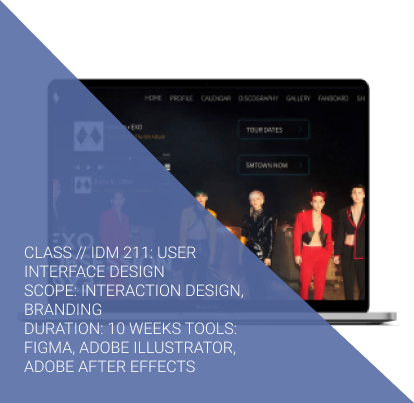 HOME PROFILE CALENDAR DISCOGRAPHY GALLERY FANBOARD SH
EXO
TOUR DATES
SMTOWN NOW
EXO
CLASS // IDM 211: USER
INTERFACE DESIGN
SCOPE: INTERACTION DESIGN,
BRANDING
DURATION: 10 WEEKS TOOLS:
FIGMA, ADOBE ILLUSTRATOR,
ADOBE AFTER EFFECTS